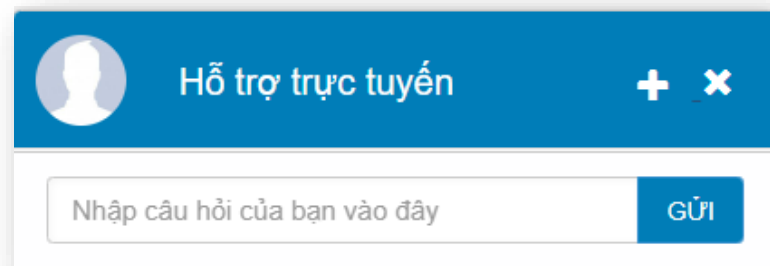 Hỗ trợ trực tuyến
Nhập câu hỏi của bạn vào đây
GỬI